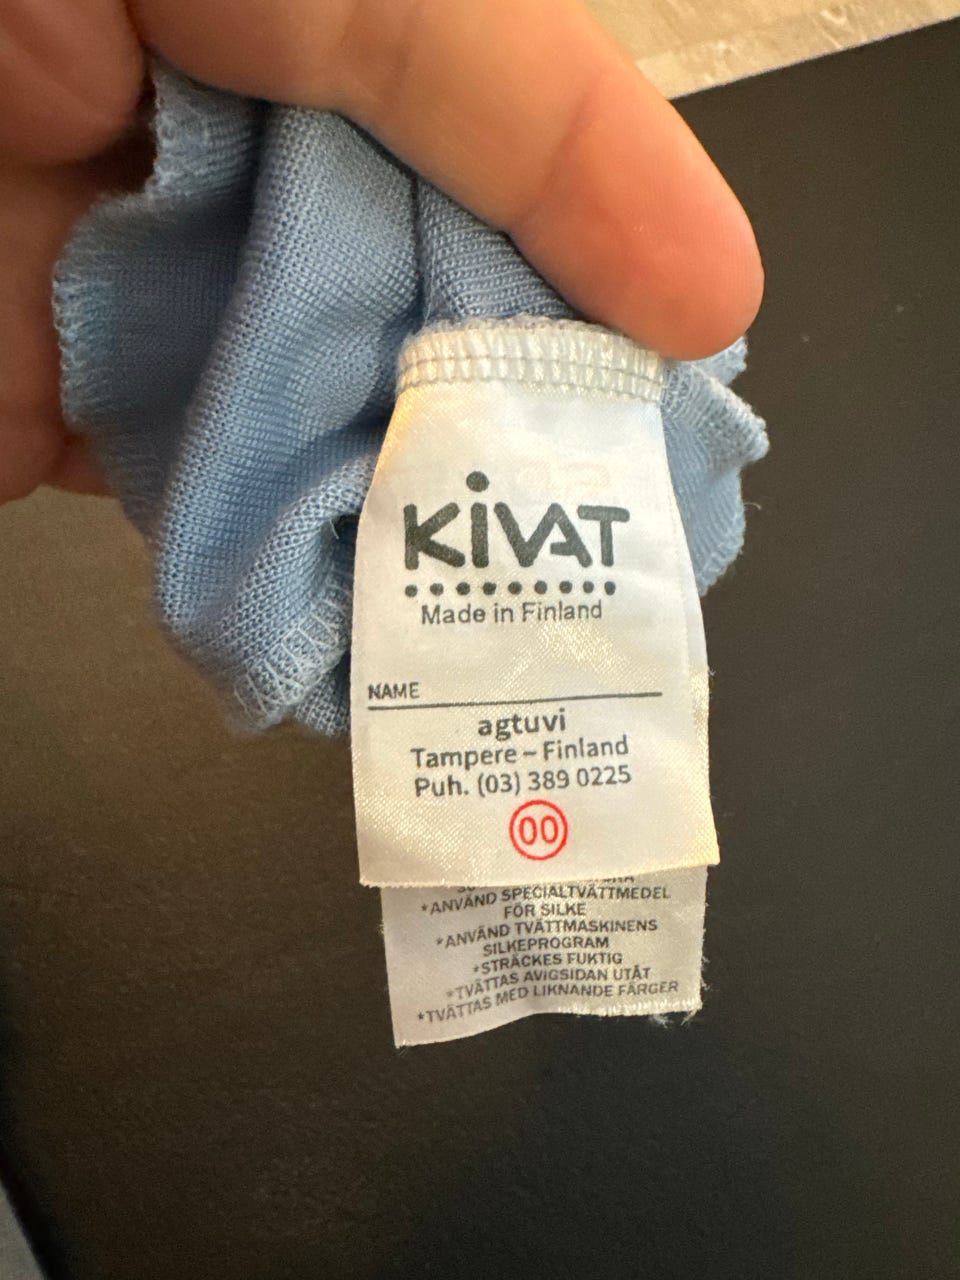 KIVAT
Made in Finland
NAME
agtuvi
Tampere – Finland
Puh. (03) 389 0225
00
*ANVÄND SPECIALTVÄTTMEDEL
FÖR SILKE
*ANVÄND TVÄTTMASKINENS
SILKEPROGRAM
*STRÄCKES FUKTIG
*TVÄTTAS AVIGSIDAN UTÅT
*TVÄTTAS MED LIKNANDE FÄRGER